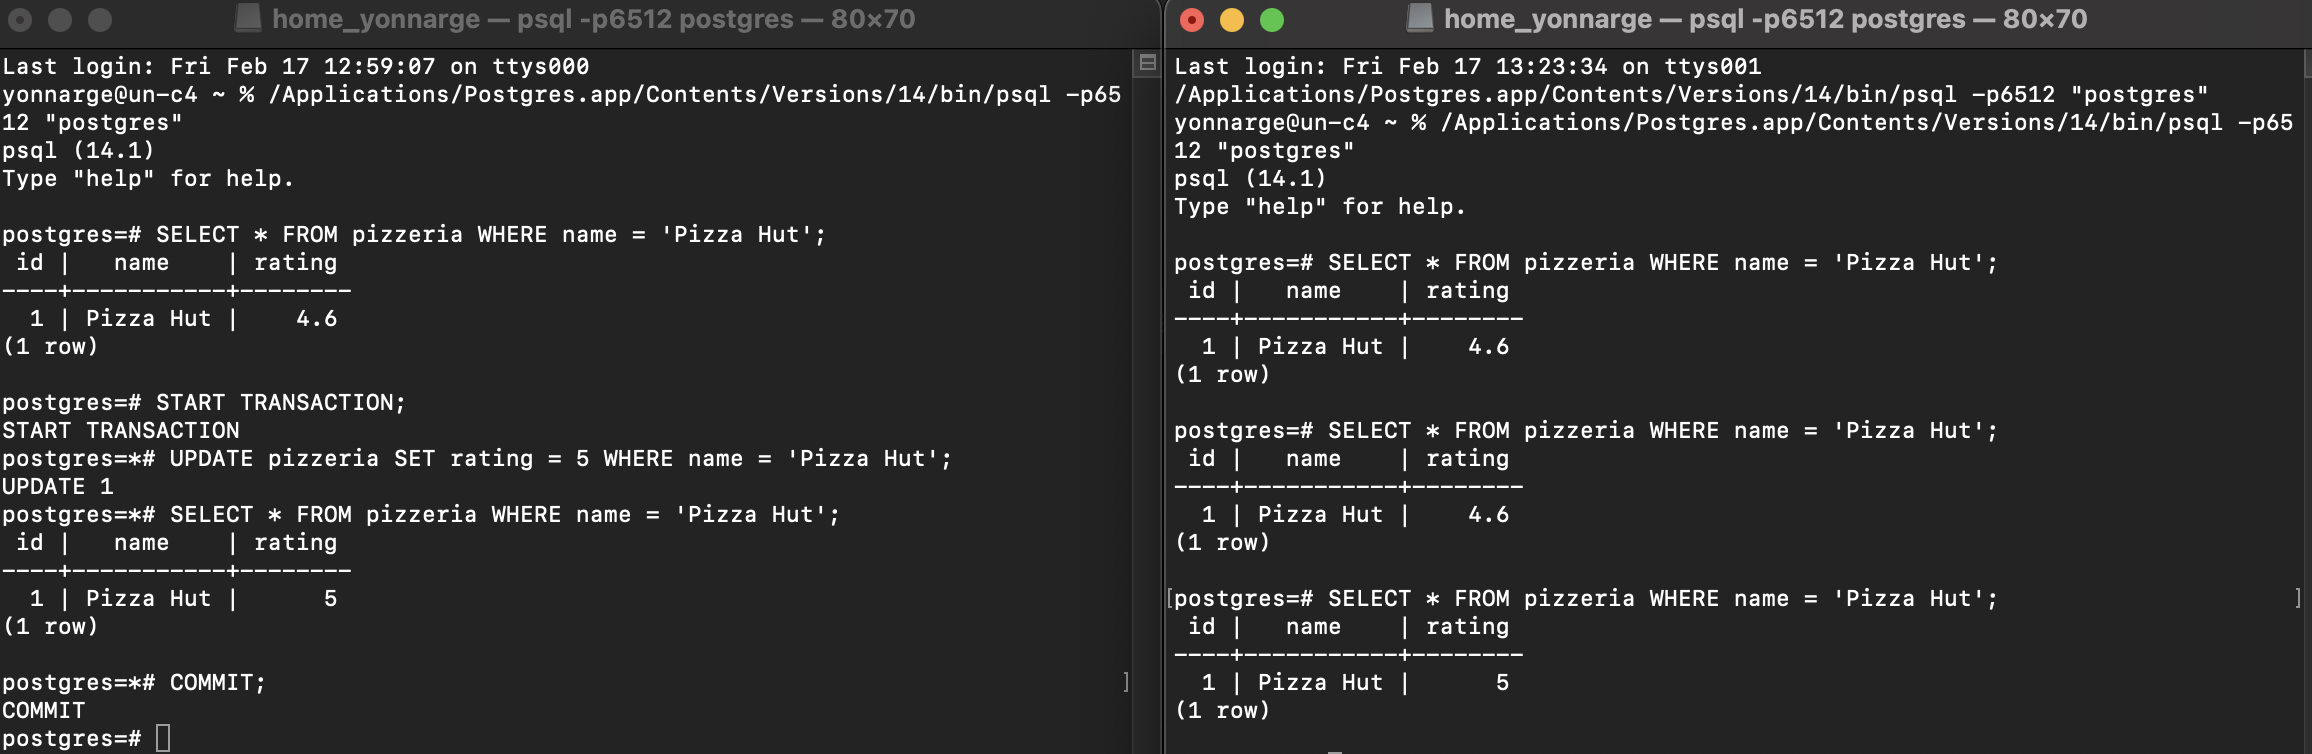 home_yonnarge — psql -p6512 postgres — 80×70
Last login: Fri Feb 17 12:59:07 on ttys000
yonnarge@un-c4 ~ % /Applications/Postgres.app/Contents/Versions/14/bin/psql -p65
12 "postgres"
psql (14.1)
Type "help" for help.

postgres=# SELECT * FROM pizzeria WHERE name = 'Pizza Hut';
 id |   name    | rating
----+-----------+--------
  1 | Pizza Hut |    4.6
(1 row)

postgres=# START TRANSACTION;
START TRANSACTION
postgres=*# UPDATE pizzeria SET rating = 5 WHERE name = 'Pizza Hut';
UPDATE 1
postgres=*# SELECT * FROM pizzeria WHERE name = 'Pizza Hut';
 id |   name    | rating
----+-----------+--------
  1 | Pizza Hut |      5
(1 row)

postgres=*# COMMIT;
COMMIT
postgres=#
home_yonnarge — psql -p6512 postgres — 80×70
Last login: Fri Feb 17 13:23:34 on ttys001
/Applications/Postgres.app/Contents/Versions/14/bin/psql -p6512 "postgres"
yonnarge@un-c4 ~ % /Applications/Postgres.app/Contents/Versions/14/bin/psql -p65
12 "postgres"
psql (14.1)
Type "help" for help.

postgres=# SELECT * FROM pizzeria WHERE name = 'Pizza Hut';
 id |   name    | rating
----+-----------+--------
  1 | Pizza Hut |    4.6
(1 row)

postgres=# SELECT * FROM pizzeria WHERE name = 'Pizza Hut';
 id |   name    | rating
----+-----------+--------
  1 | Pizza Hut |    4.6
(1 row)

postgres=# SELECT * FROM pizzeria WHERE name = 'Pizza Hut';
 id |   name    | rating
----+-----------+--------
  1 | Pizza Hut |      5
(1 row)